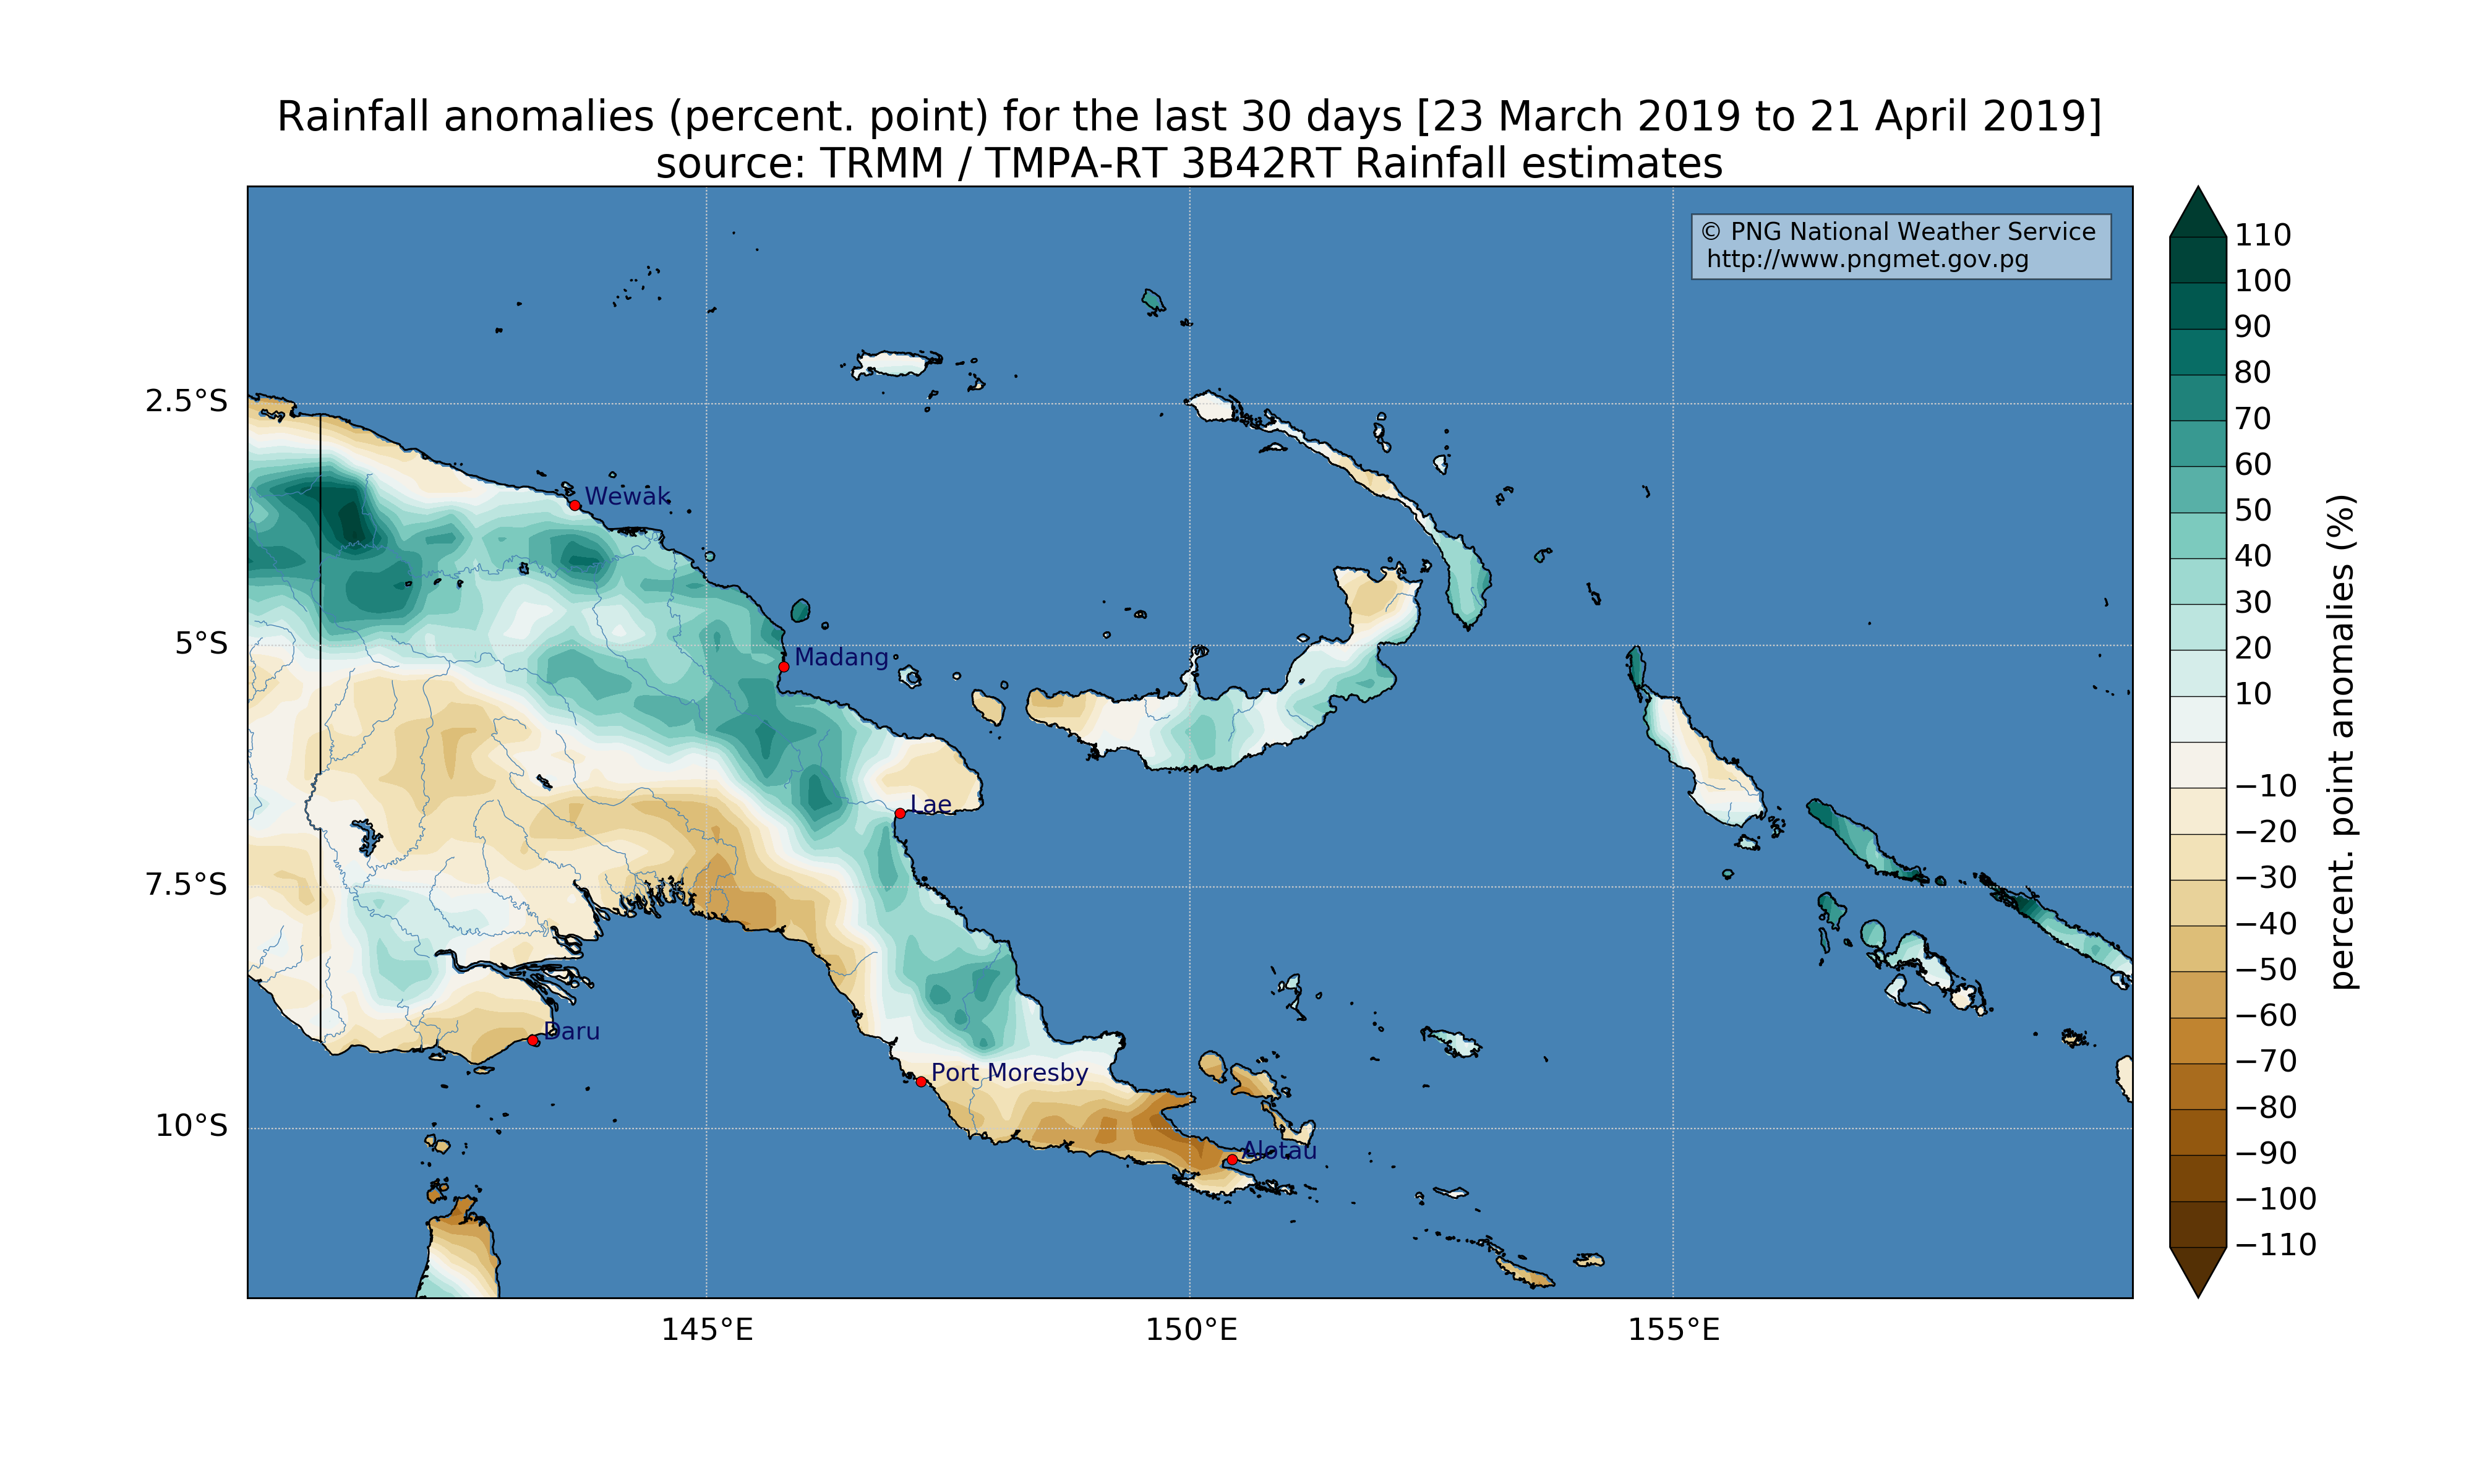 Rainfall anomalies (percent. point) for the last 30 days [23 March 2019 to 21 April 2019]
source: TRMM / TMPA-RT 3B42RT Rainfall estimates
© PNG National Weather Service
http://www.pngmet.gov.pg
2.5°S
5°S
7.5°S
10°S
145°E
150°E
155°E
Wewak
Madang
Lae
Daru
Port Moresby
Alotau
110
100
90
80
70
60
50
40
30
20
10
−10
−20
−30
−40
−50
−60
−70
−80
−90
−100
−110
percent. point anomalies (%)